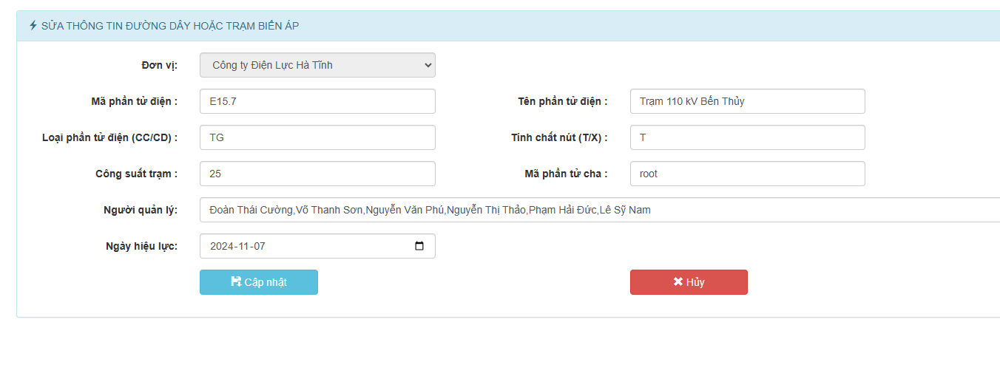 SỬA THÔNG TIN ĐƯỜNG DÂY HOẶC TRẠM BIẾN ÁP
Đơn vị: Công ty Điện Lực Hà Tĩnh
Mã phần tử điện : E15.7 Tên phần tử điện : Trạm 110 kV Bến Thủy
Loại phần tử điện (CC/CD) : TG Tính chất nút (T/X) : T
Công suất trạm : 25 Mã phần tử cha : root
Người quản lý: Đoàn Thái Cường,Võ Thanh Sơn,Nguyễn Văn Phú,Nguyễn Thị Thảo,Phạm Hải Đức,Lê Sỹ Nam
Ngày hiệu lực: 2024-11-07
Cập nhật Hủy